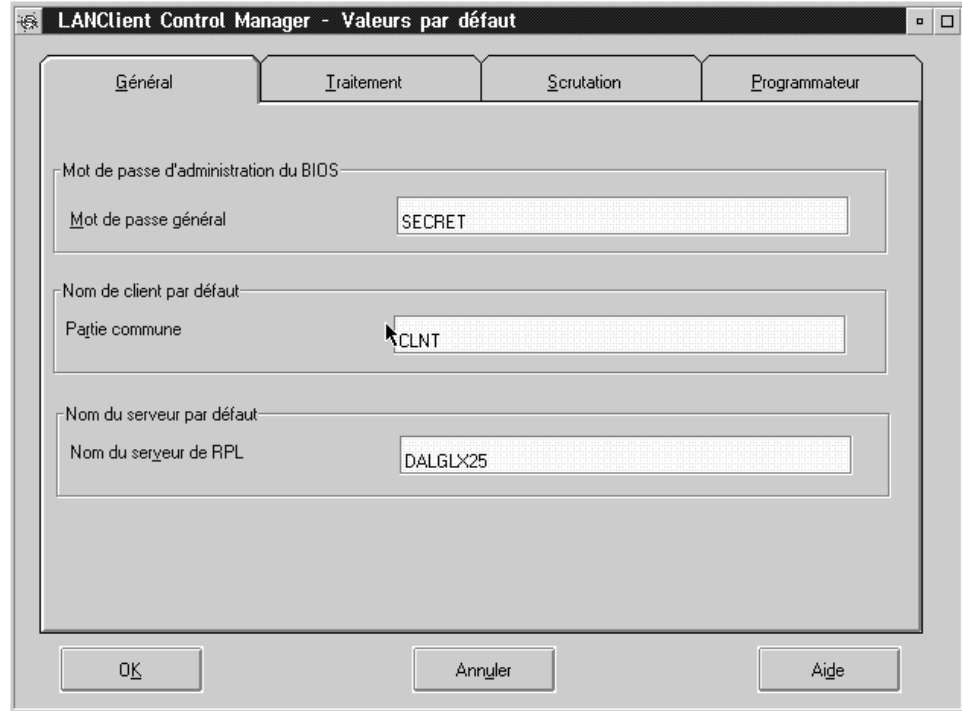 LANClient Control Manager - Valeurs par défaut
Général Traitement Scrutation Programmateur
Mot de passe d'administration du BIOS
Mot de passe général SECRET
Nom de client par défaut
Partie commune CLNT
Nom du serveur par défaut
Nom du serveur de RPL DALGLX25
OK Annuler Aide